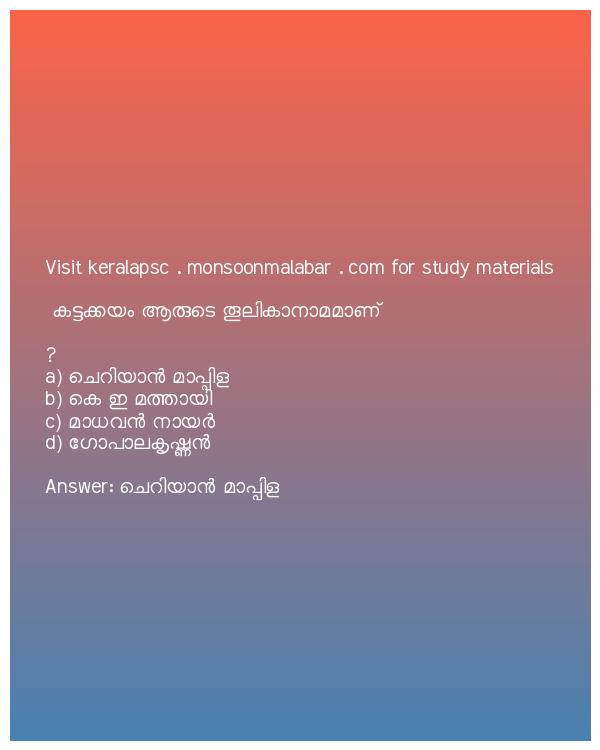 Visit keralapsc . monsoonmalabar . com for study materials
കട്ടക്കയം ആരുടെ തൂലികാനാമമാണ്
?
a) ചെറിയാൻ മാപ്പിള
b) കെ ഇ മത്തായി
c) മാധവൻ നായർ
d) ഗോപാലകൃഷ്ണൻ
Answer: ചെറിയാൻ മാപ്പിള